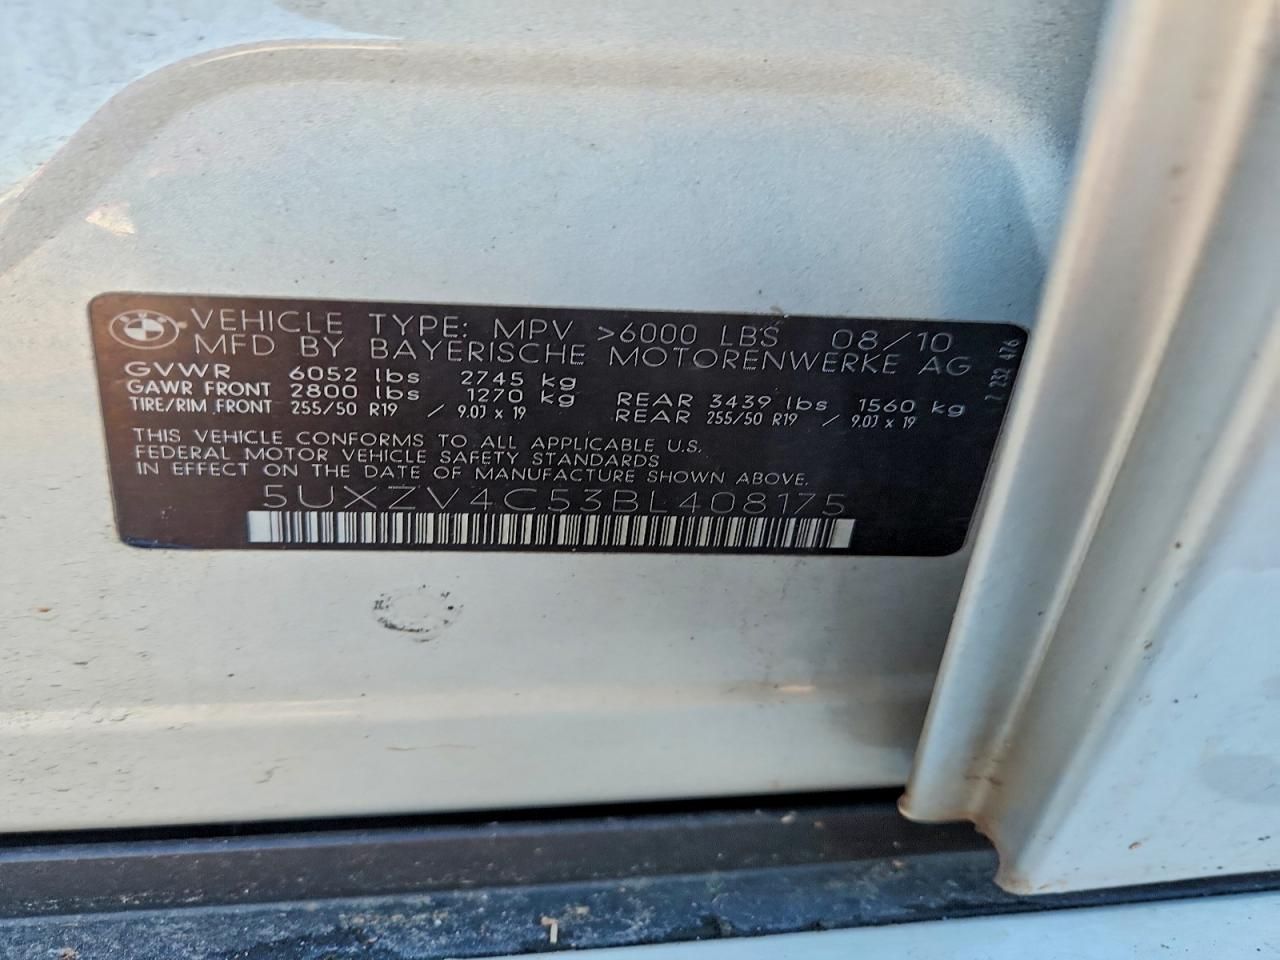 VEHICLE TYPE: MPV >6000 LBS 08/10
MFD BY BAYERISCHE MOTORENWERKE AG
GVWR 6052 lbs 2745 kg
GAWR FRONT 2800 lbs 1270 kg REAR 3439 lbs 1560 kg
TIRE/RIM FRONT 255/50 R19 / 9.0J x 19 REAR 255/50 R19 / 9.0J x 19
THIS VEHICLE CONFORMS TO ALL APPLICABLE U.S.
FEDERAL MOTOR VEHICLE SAFETY STANDARDS
IN EFFECT ON THE DATE OF MANUFACTURE SHOWN ABOVE.
5UXZV4C53BL408175
7 232 476